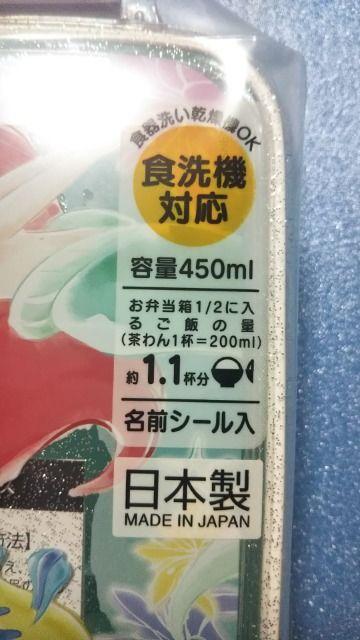 食器洗い乾燥機OK
食洗機
対応
容量450ml
お弁当箱1/2に入
るご飯の量
(茶わん1杯=200ml)
約1.1杯分
名前シール入
日本製
MADE IN JAPAN
方法】
え、